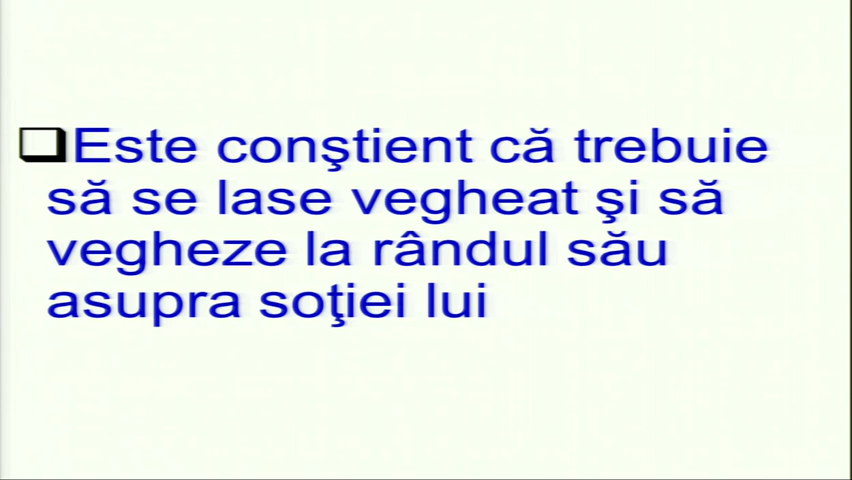 ❑Este conştient că trebuie
să se lase vegheat şi să
vegheze la rândul său
asupra soţiei lui